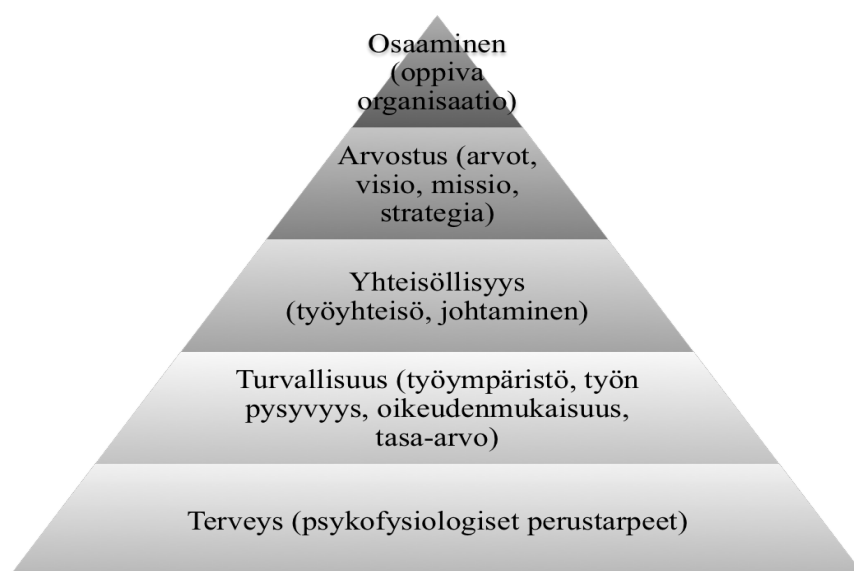 Osaaminen
(oppiva
organisaatio)
Arvostus (arvot,
visio, missio,
strategia)
Yhteisöllisyys
(työyhteisö, johtaminen)
Turvallisuus (työympäristö, työn
pysyvyys, oikeudenmukaisuus,
tasa-arvo)
Terveys (psykofysiologiset perustarpeet)